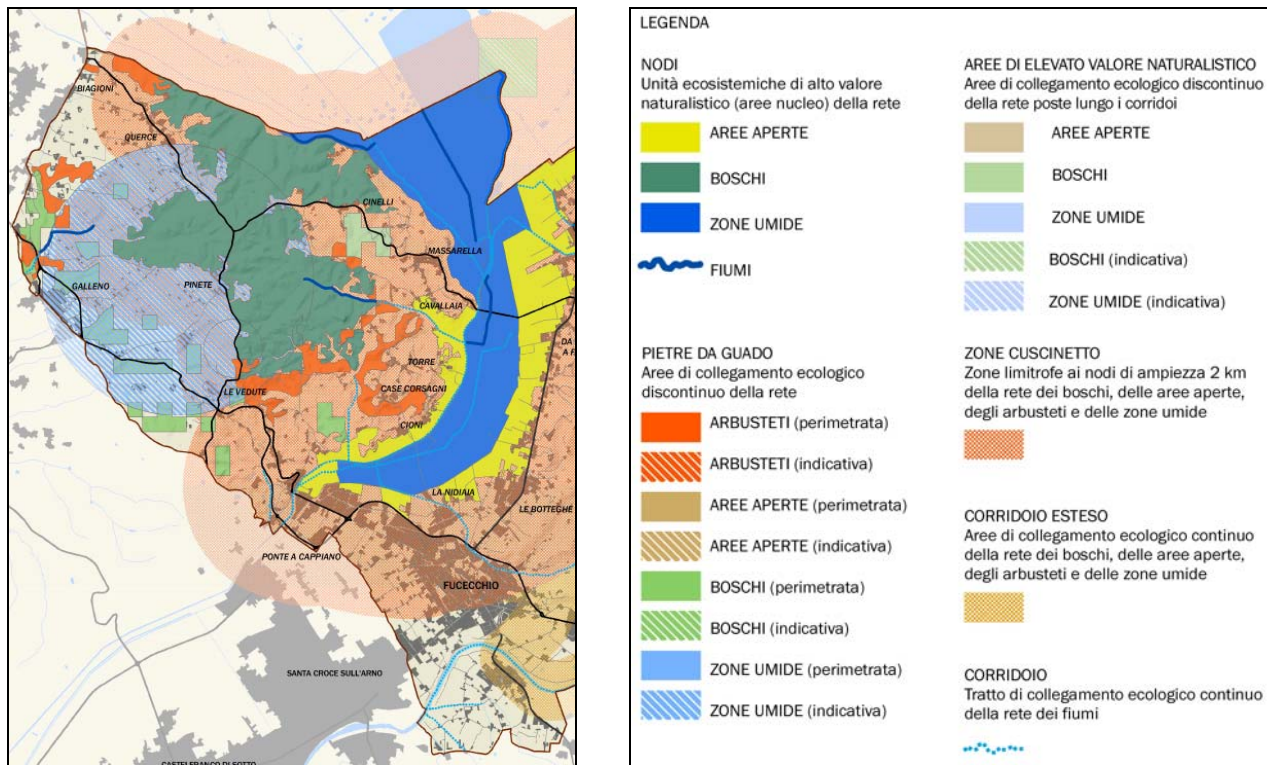 BIAGIONI
QUERCE
CINELLI
MASSARELLA
GALLENO
PINETE
CAVALLAIA
DA
A F
TORRE
LE VEDUTE
CASE CORSAGNI
CIONI
LA NIDIAIA
LE BOTTEGHE
PONTE A CAPPIANO
FUCECCHIO
SANTA CROCE SULL'ARNO
CASTELFRANCO DI SOTTO
LEGENDA
NODI
Unità ecosistemiche di alto valore
naturalistico (aree nucleo) della rete
AREE APERTE
BOSCHI
ZONE UMIDE
FIUMI
PIETRE DA GUADO
Aree di collegamento ecologico
discontinuo della rete
ARBUSTETI (perimetrata)
ARBUSTETI (indicativa)
AREE APERTE (perimetrata)
AREE APERTE (indicativa)
BOSCHI (perimetrata)
BOSCHI (indicativa)
ZONE UMIDE (perimetrata)
ZONE UMIDE (indicativa)
AREE DI ELEVATO VALORE NATURALISTICO
Aree di collegamento ecologico discontinuo
della rete poste lungo i corridoi
AREE APERTE
BOSCHI
ZONE UMIDE
BOSCHI (indicativa)
ZONE UMIDE (indicativa)
ZONE CUSCINETTO
Zone limitrofe ai nodi di ampiezza 2 km
della rete dei boschi, delle aree aperte,
degli arbusteti e delle zone umide
CORRIDOIO ESTESO
Aree di collegamento ecologico continuo
della rete dei boschi, delle aree aperte,
degli arbusteti e delle zone umide
CORRIDOIO
Tratto di collegamento ecologico continuo
della rete dei fiumi